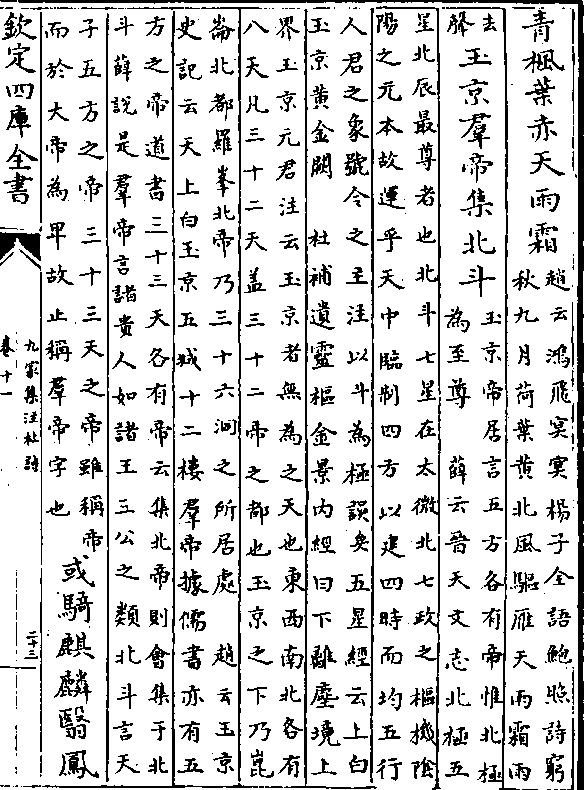 青楓葉赤天雨霜趙云鴻飛冥冥楊子全語鮑照詩窮
秋九月荷葉黄北風驅雁天雨霜雨
去
聲玉京羣帝集北斗玉京帝居言五方各有帝惟北極
為至尊 薛云晉天文志北極五
星北辰最尊者也北斗七星在太微北七政之樞機隂
陽之元本故運乎天中臨制四方以建四時而均五行
人君之象號令之主注以斗為極誤矣五星經云上白
玉京黄金闕 杜補遺靈樞金景内經曰下離塵境上
界玉京元君注云玉京者無為之天也東西南北各有
八天凡三十二天葢三十二帝之都也玉京之下乃崑
崙北都羅酆北帝乃三十六洞之所居處 趙云玉京
史記云天上白玉京五城十二樓羣帝據儒書亦有五
方之帝道書三十三天各有帝云集北帝則會集于北
斗薛説是羣帝言諸貴人如諸王三公之類北斗言天
子五方之帝三十三天之帝雖稱帝
而於大帝為卑故止稱羣帝字也或騎麒麟翳鳳
欽定四庫全書
九家集注杜詩
卷十一
二十三